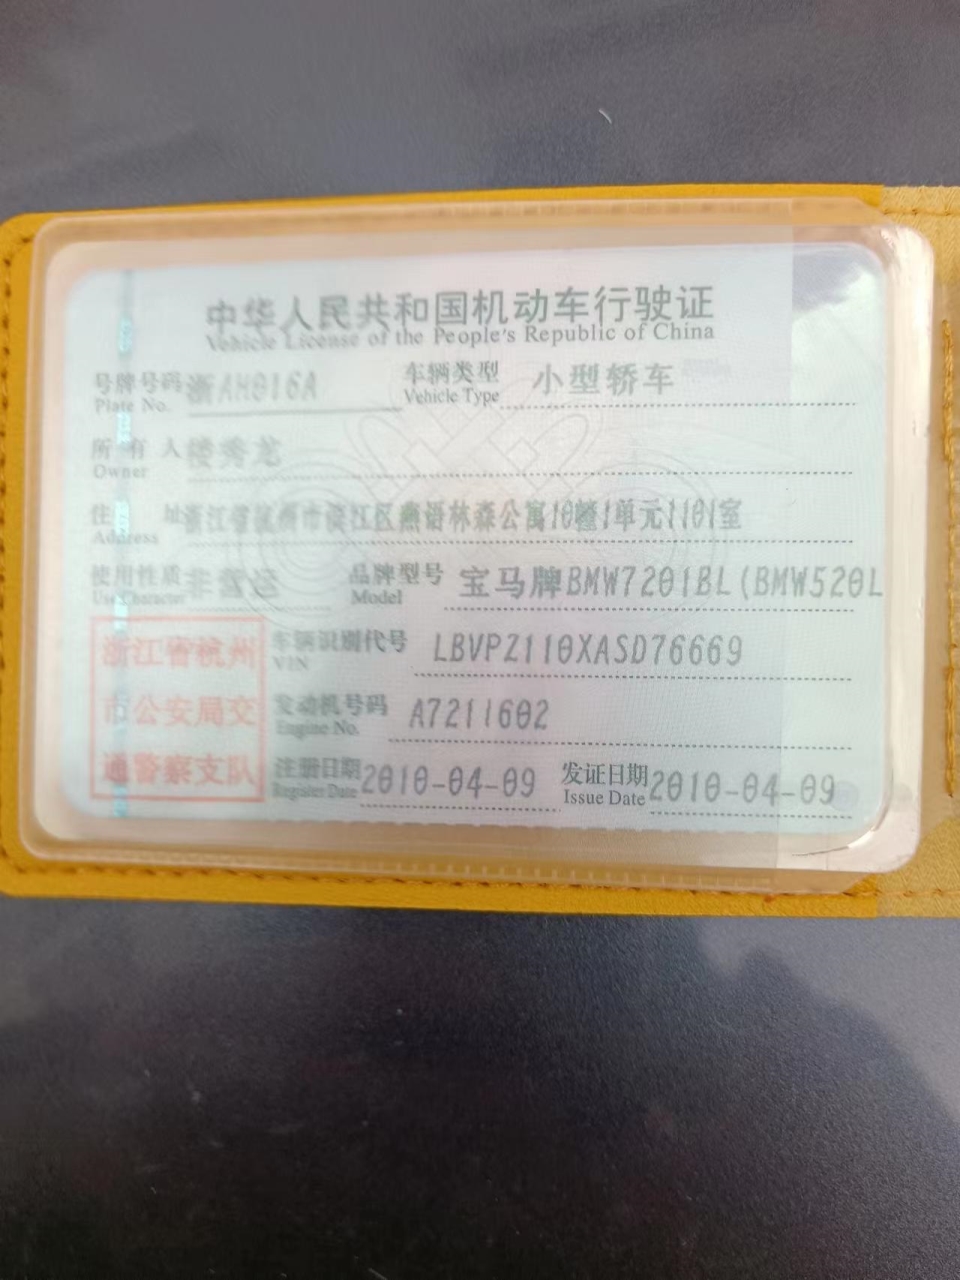 中华人民共和国机动车行驶证
Vehicle License of the People's Republic of China
号牌号码 浙AH016A 车辆类型 小型轿车
Plate No. Vehicle Type
所有人 楼秀龙
Owner
住址 浙江省杭州市滨江区燕语林森公寓10幢1单元1101室
Address
使用性质 非营运 品牌型号 宝马牌BMW7201BL(BMW520L
Use Character Model
浙江省杭州 车辆识别代号 LBVPZ110XASD76669
VIN
市公安局交 发动机号码 A7211602
Engine No.
通警察支队 注册日期 2010-04-09 发证日期 2010-04-09
Register Date Issue Date